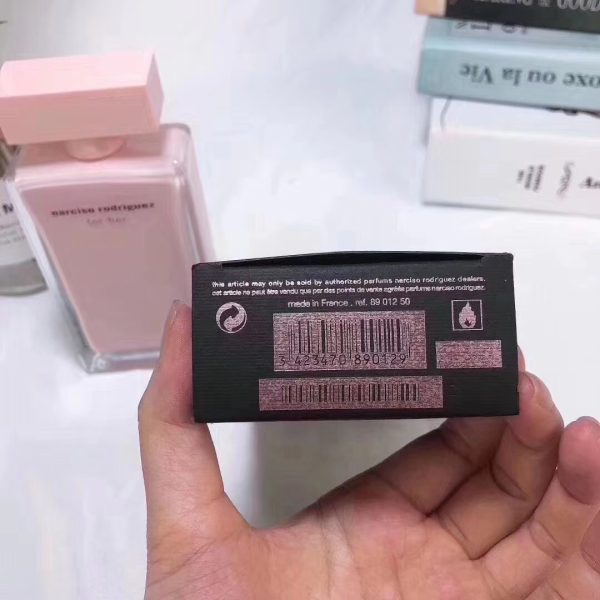 narciso rodriguez
for her
oxe ou la Vie
this article may only be sold by authorized parfums narciso rodriguez dealers.
cet article ne peut être vendu que par des points de vente agréés parfums narciso rodriguez.
made in France . ref. 89 012 50
3 423470 890129